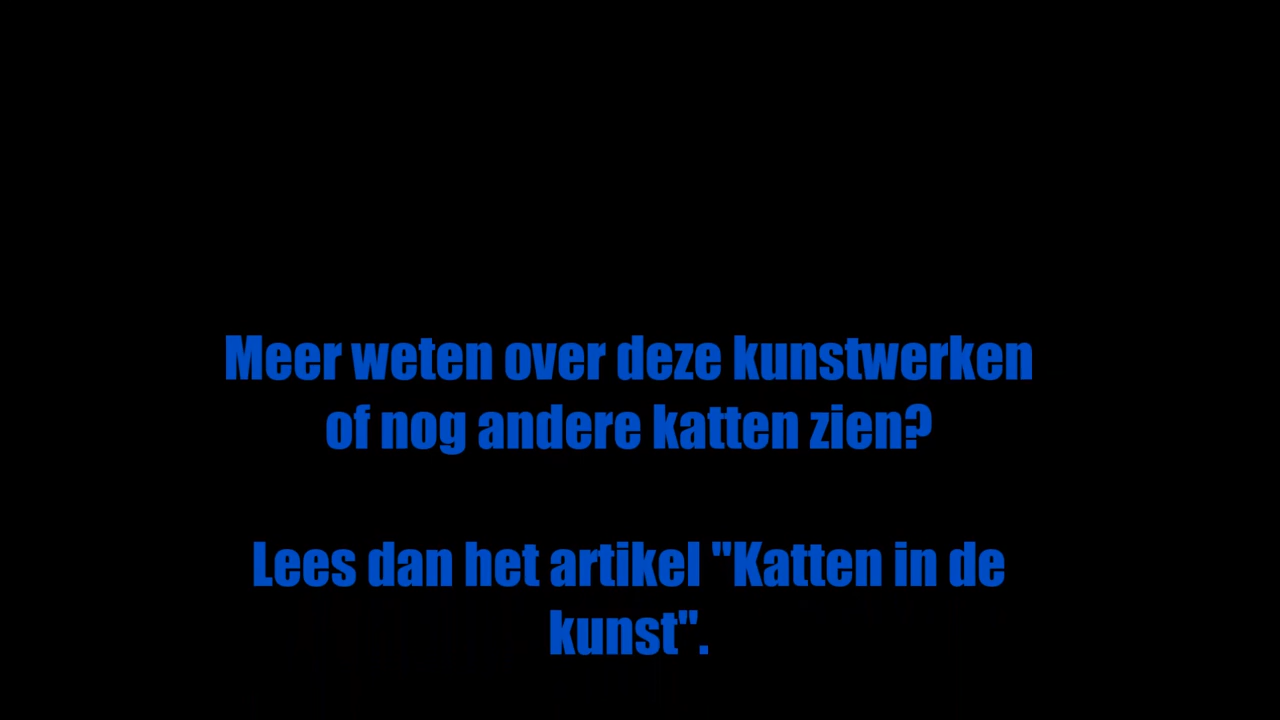 Meer weten over deze kunstwerken
of nog andere katten zien?
Lees dan het artikel "Katten in de
kunst".